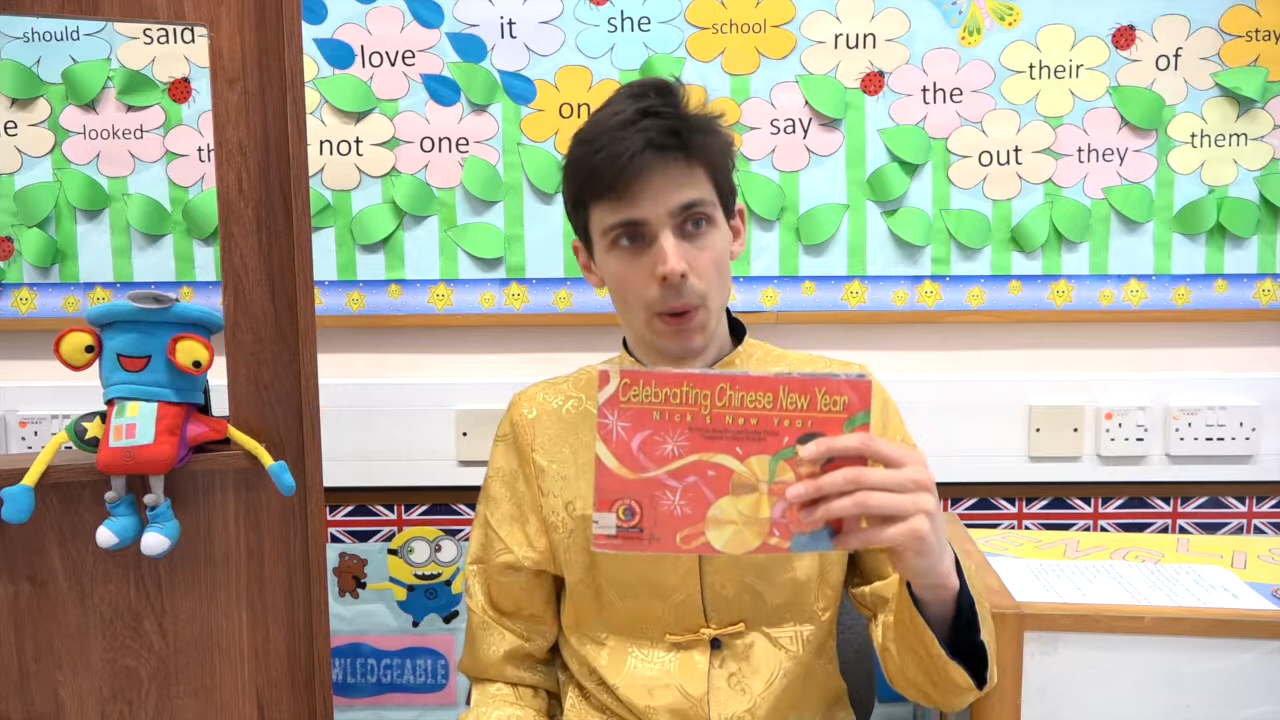 should
said
looked
love
it
she
school
run
their
of
stay
not
one
on
say
the
out
they
them
Celebrating Chinese New Year
Nick's New Year
WLEDGEABLE
ENGLIS